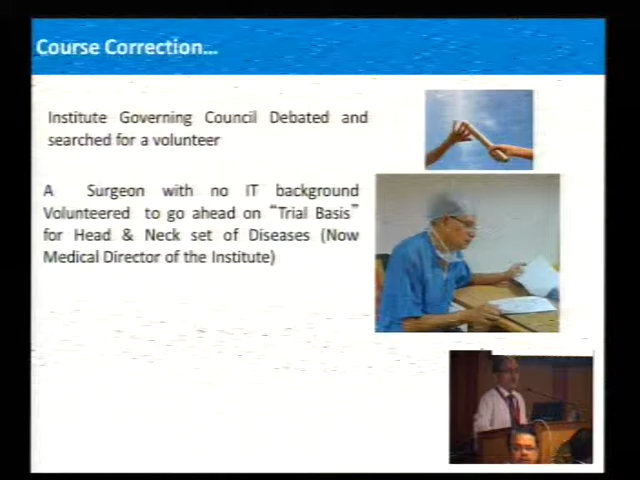 Course Correction...
Institute Governing Council Debated and
searched for a volunteer
A Surgeon with no IT background
Volunteered to go ahead on "Trial Basis"
for Head & Neck set of Diseases (Now
Medical Director of the Institute)